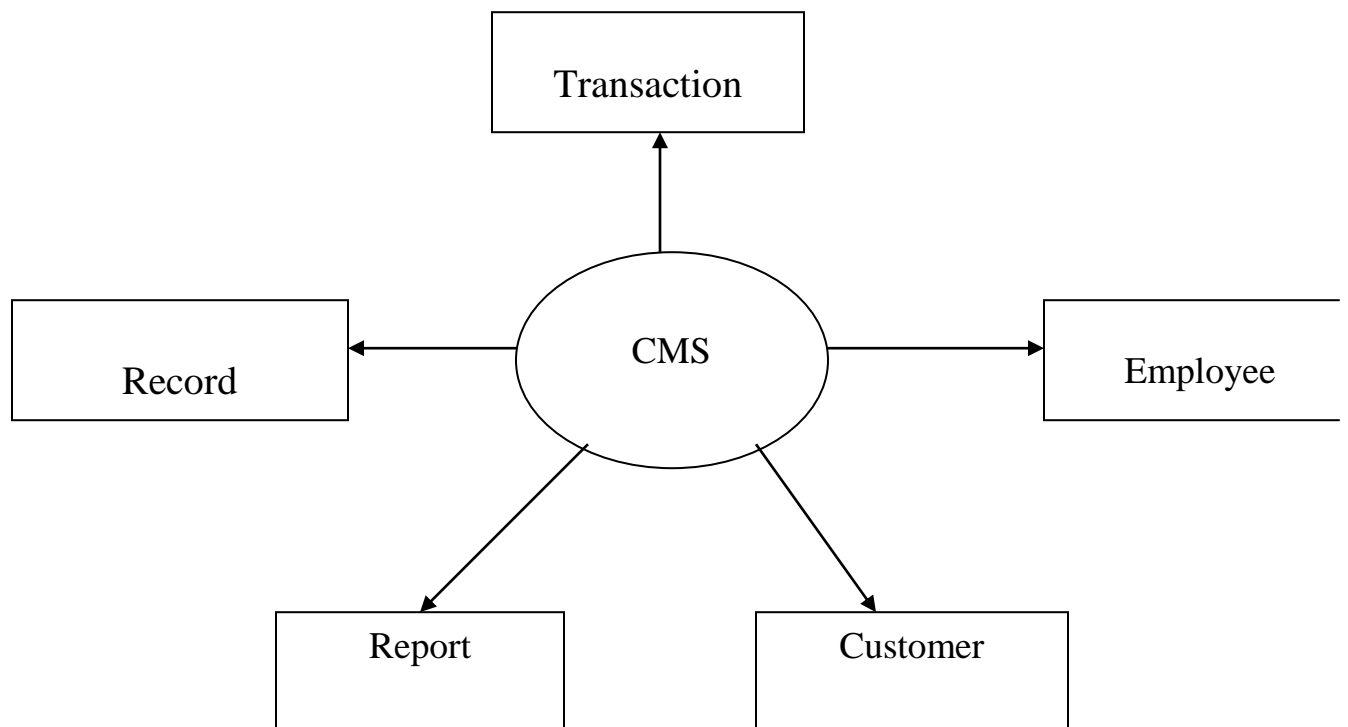 Transaction
CMS
Record
Employee
Report
Customer